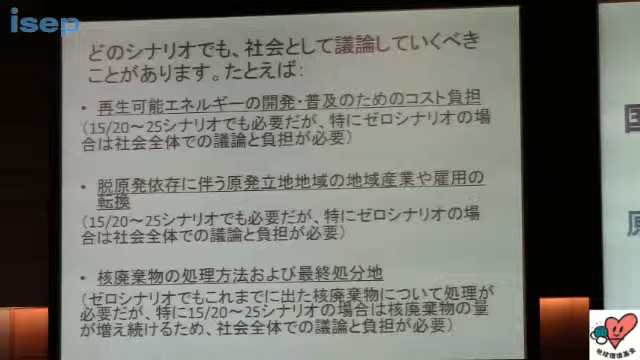 isep
どのシナリオでも、社会として議論していくべき
ことがあります。たとえば:
• 再生可能エネルギーの開発・普及のためのコスト負担
(15/20～25シナリオでも必要だが、特にゼロシナリオの場
合は社会全体での議論と負担が必要)
• 脱原発依存に伴う原発立地地域の地域産業や雇用の
転換
(15/20～25シナリオでも必要だが、特にゼロシナリオの場
合は社会全体での議論と負担が必要)
• 核廃棄物の処理方法および最終処分地
(ゼロシナリオでもこれまでに出た核廃棄物について処理が
必要だが、特に15/20～25シナリオの場合は核廃棄物の量
が増え続けるため、社会全体での議論と負担が必要)
地球環境基金